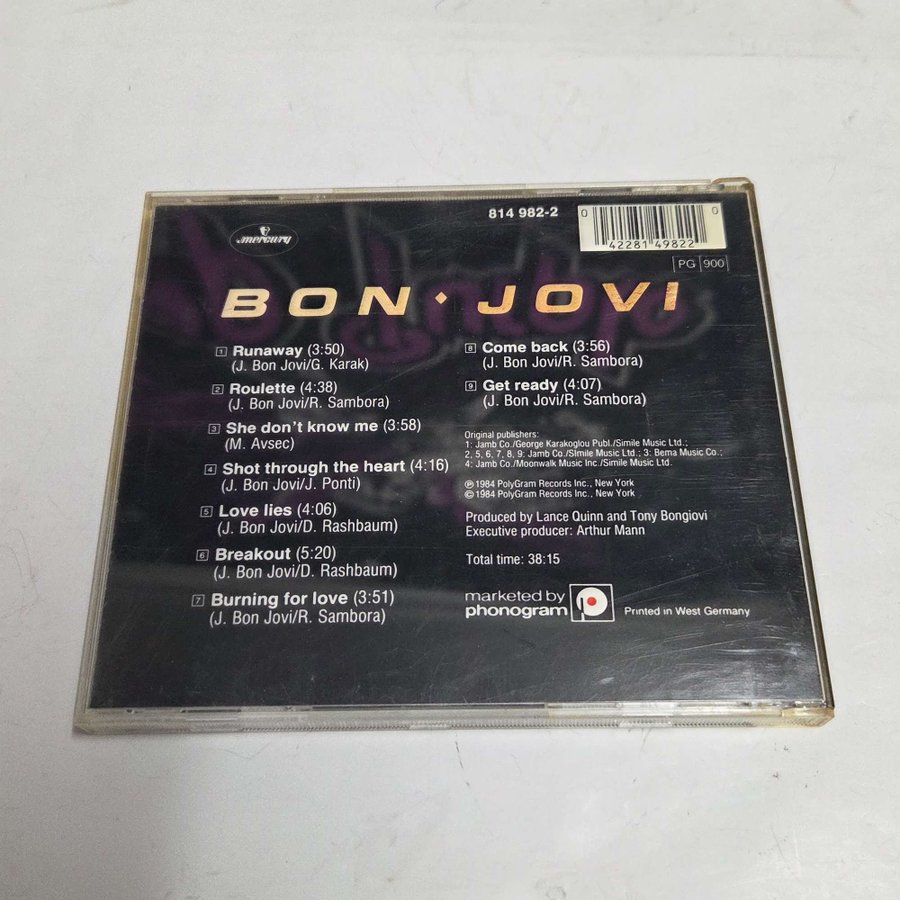 mercury
814 982-2
0 42281 49822 0
PG 900
BON · JOVI
1 Runaway (3:50)
(J. Bon Jovi/G. Karak)
2 Roulette (4:38)
(J. Bon Jovi/R. Sambora)
3 She don't know me (3:58)
(M. Avsec)
4 Shot through the heart (4:16)
(J. Bon Jovi/J. Ponti)
5 Love lies (4:06)
(J. Bon Jovi/D. Rashbaum)
6 Breakout (5:20)
(J. Bon Jovi/D. Rashbaum)
7 Burning for love (3:51)
(J. Bon Jovi/R. Sambora)
8 Come back (3:56)
(J. Bon Jovi/R. Sambora)
9 Get ready (4:07)
(J. Bon Jovi/R. Sambora)
Original publishers:
1: Jamb Co./George Karakoglou Publ./Simile Music Ltd.;
2, 5, 6, 7, 8, 9: Jamb Co./SImile Music Ltd.; 3: Bema Music Co.;
4: Jamb Co./Moonwalk Music Inc./Simile Music Ltd.
℗ 1984 PolyGram Records Inc., New York
© 1984 PolyGram Records Inc., New York
Produced by Lance Quinn and Tony Bongiovi
Executive producer: Arthur Mann
Total time: 38:15
marketed by
phonogram
Printed in West Germany